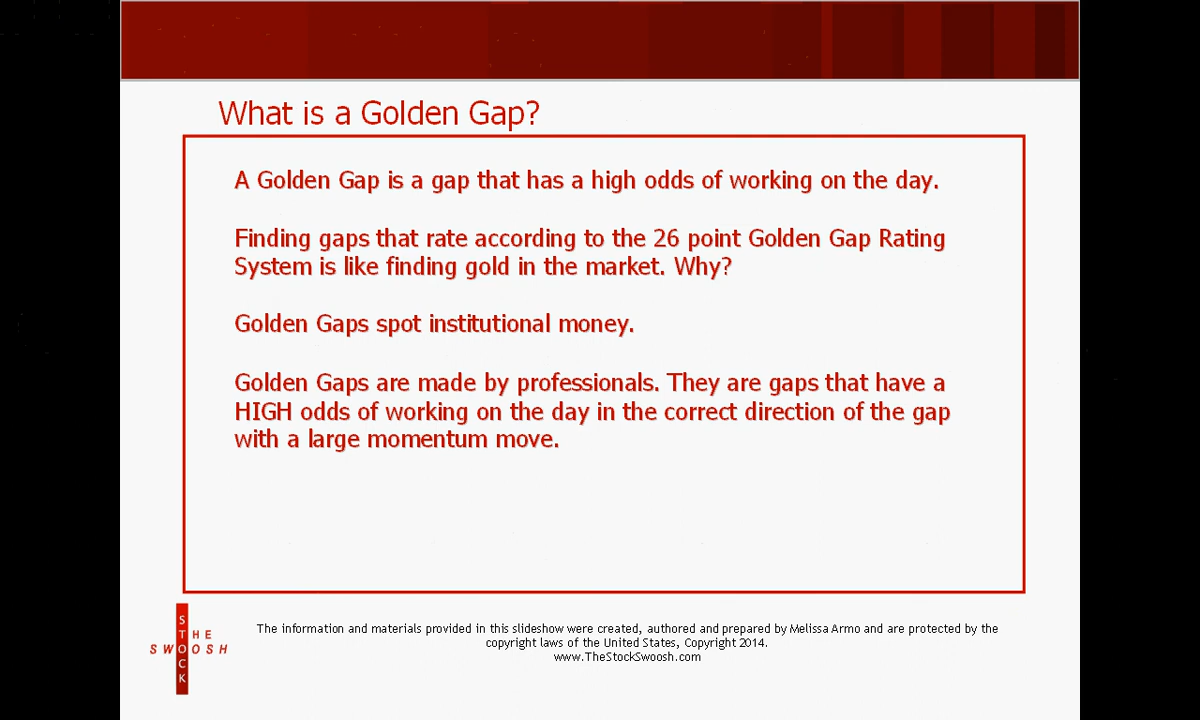 What is a Golden Gap?
A Golden Gap is a gap that has a high odds of working on the day.
Finding gaps that rate according to the 26 point Golden Gap Rating
System is like finding gold in the market. Why?
Golden Gaps spot institutional money.
Golden Gaps are made by professionals. They are gaps that have a
HIGH odds of working on the day in the correct direction of the gap
with a large momentum move.
THE
STOCK
SWOOSH
The information and materials provided in this slideshow were created, authored and prepared by Melissa Armo and are protected by the
copyright laws of the United States, Copyright 2014.
www.TheStockSwoosh.com